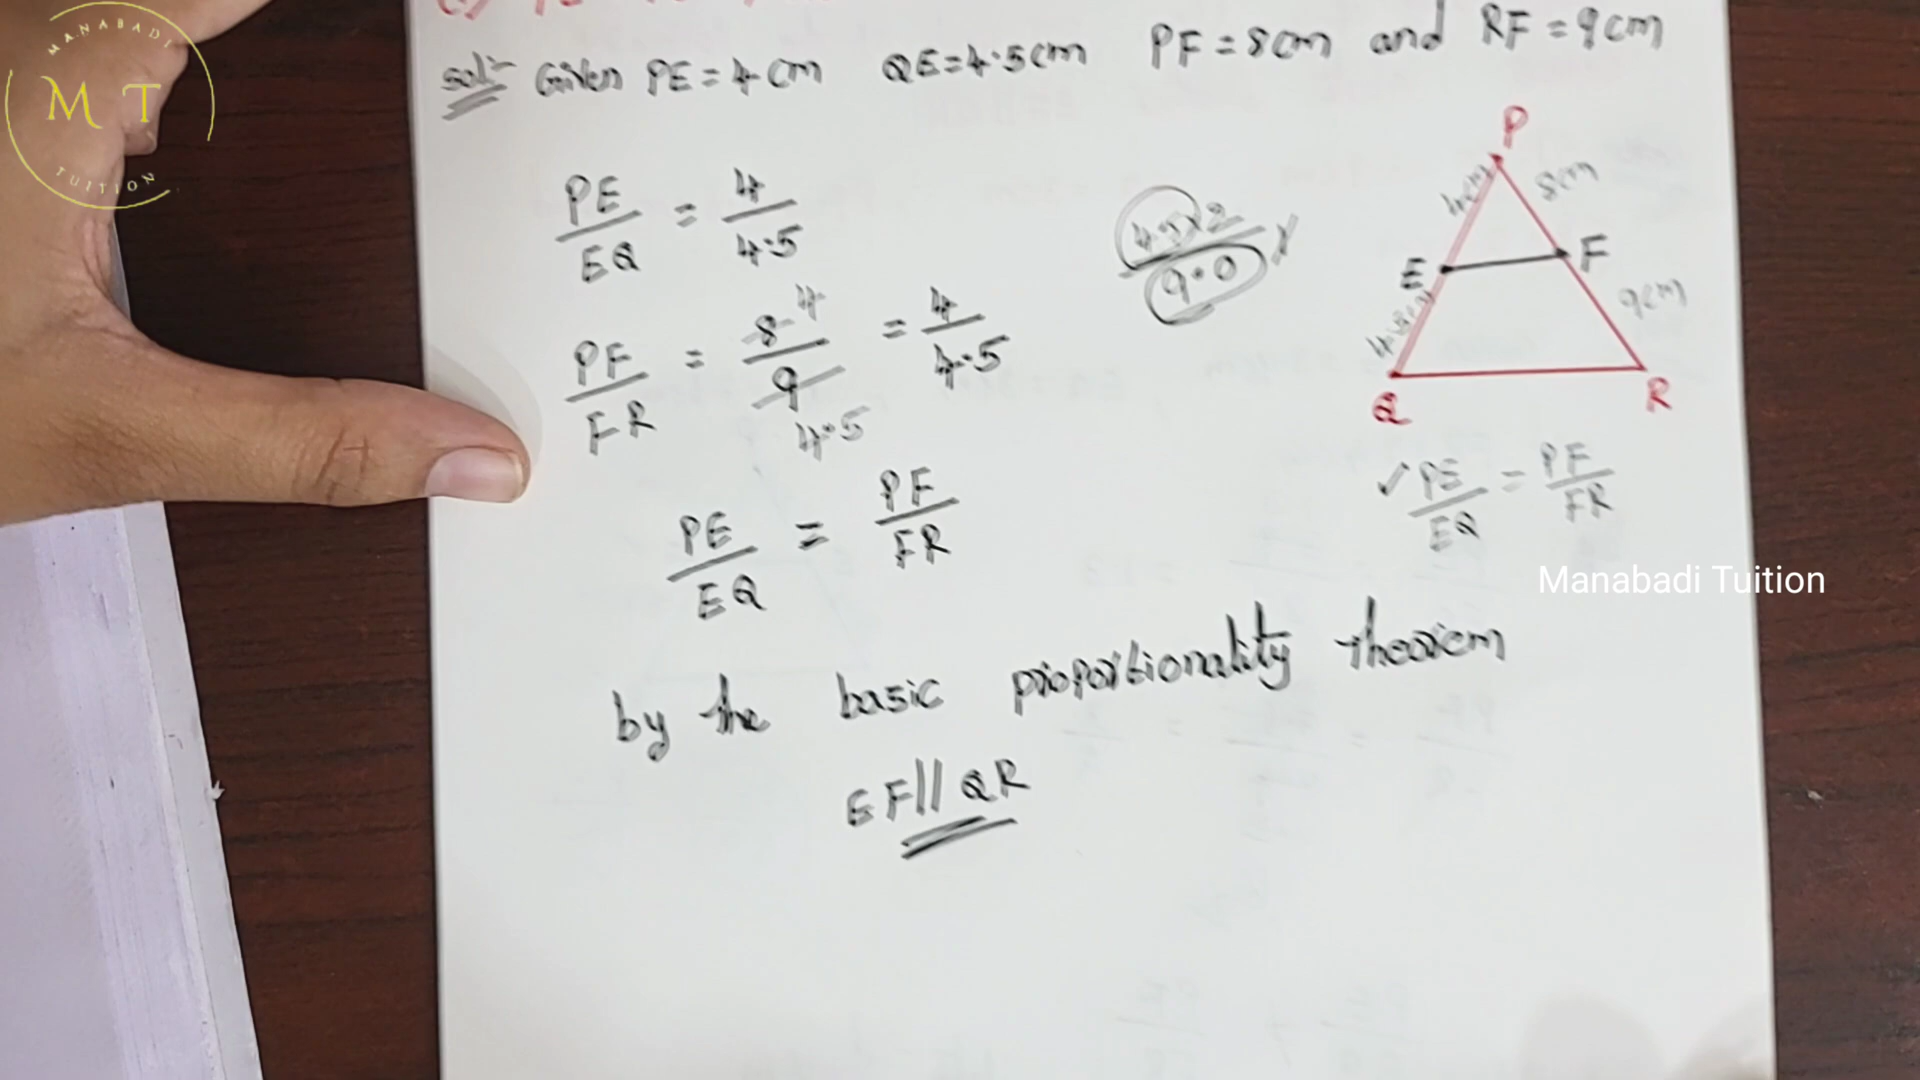 MANABADI
M T
TUITION
sol:- Given PE = 4 cm QE = 4.5 cm PF = 8 cm and RF = 9 cm
PE/EQ = 4/4.5
4.5x2/9.0
PF/FR = 8 4/9 4.5 = 4/4.5
PE/EQ = PF/FR
by the basic proportionality theorem
EF || QR
P
4cm 8cm
E F
4.5cm 9cm
Q R
✓ PE/EQ = PF/FR
Manabadi Tuition